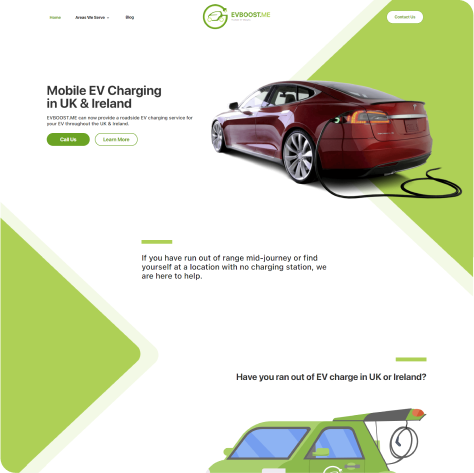 Home
Areas We Serve
Blog
EVBOOST.ME
Contact Us
Mobile EV Charging
in UK & Ireland
EVBOOST.ME can now provide a roadside EV charging service for
your EV throughout the UK & Ireland.
Call Us
Learn More
If you have run out of range mid-journey or find
yourself at a location with no charging station, we
are here to help.
Have you ran out of EV charge in UK or Ireland?